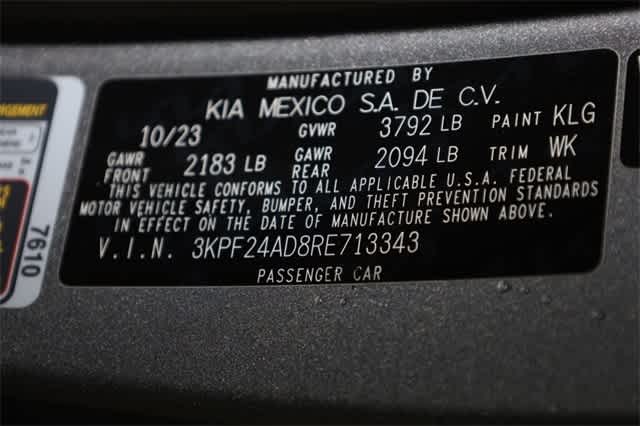 MANUFACTURED BY
KIA MEXICO S.A. DE C.V.
10/23 GVWR 3792 LB PAINT KLG
GAWR FRONT 2183 LB GAWR REAR 2094 LB TRIM WK
THIS VEHICLE CONFORMS TO ALL APPLICABLE U.S.A. FEDERAL
MOTOR VEHICLE SAFETY, BUMPER, AND THEFT PREVENTION STANDARDS
IN EFFECT ON THE DATE OF MANUFACTURE SHOWN ABOVE.
V.I.N. 3KPF24AD8RE713343
PASSENGER CAR
7610